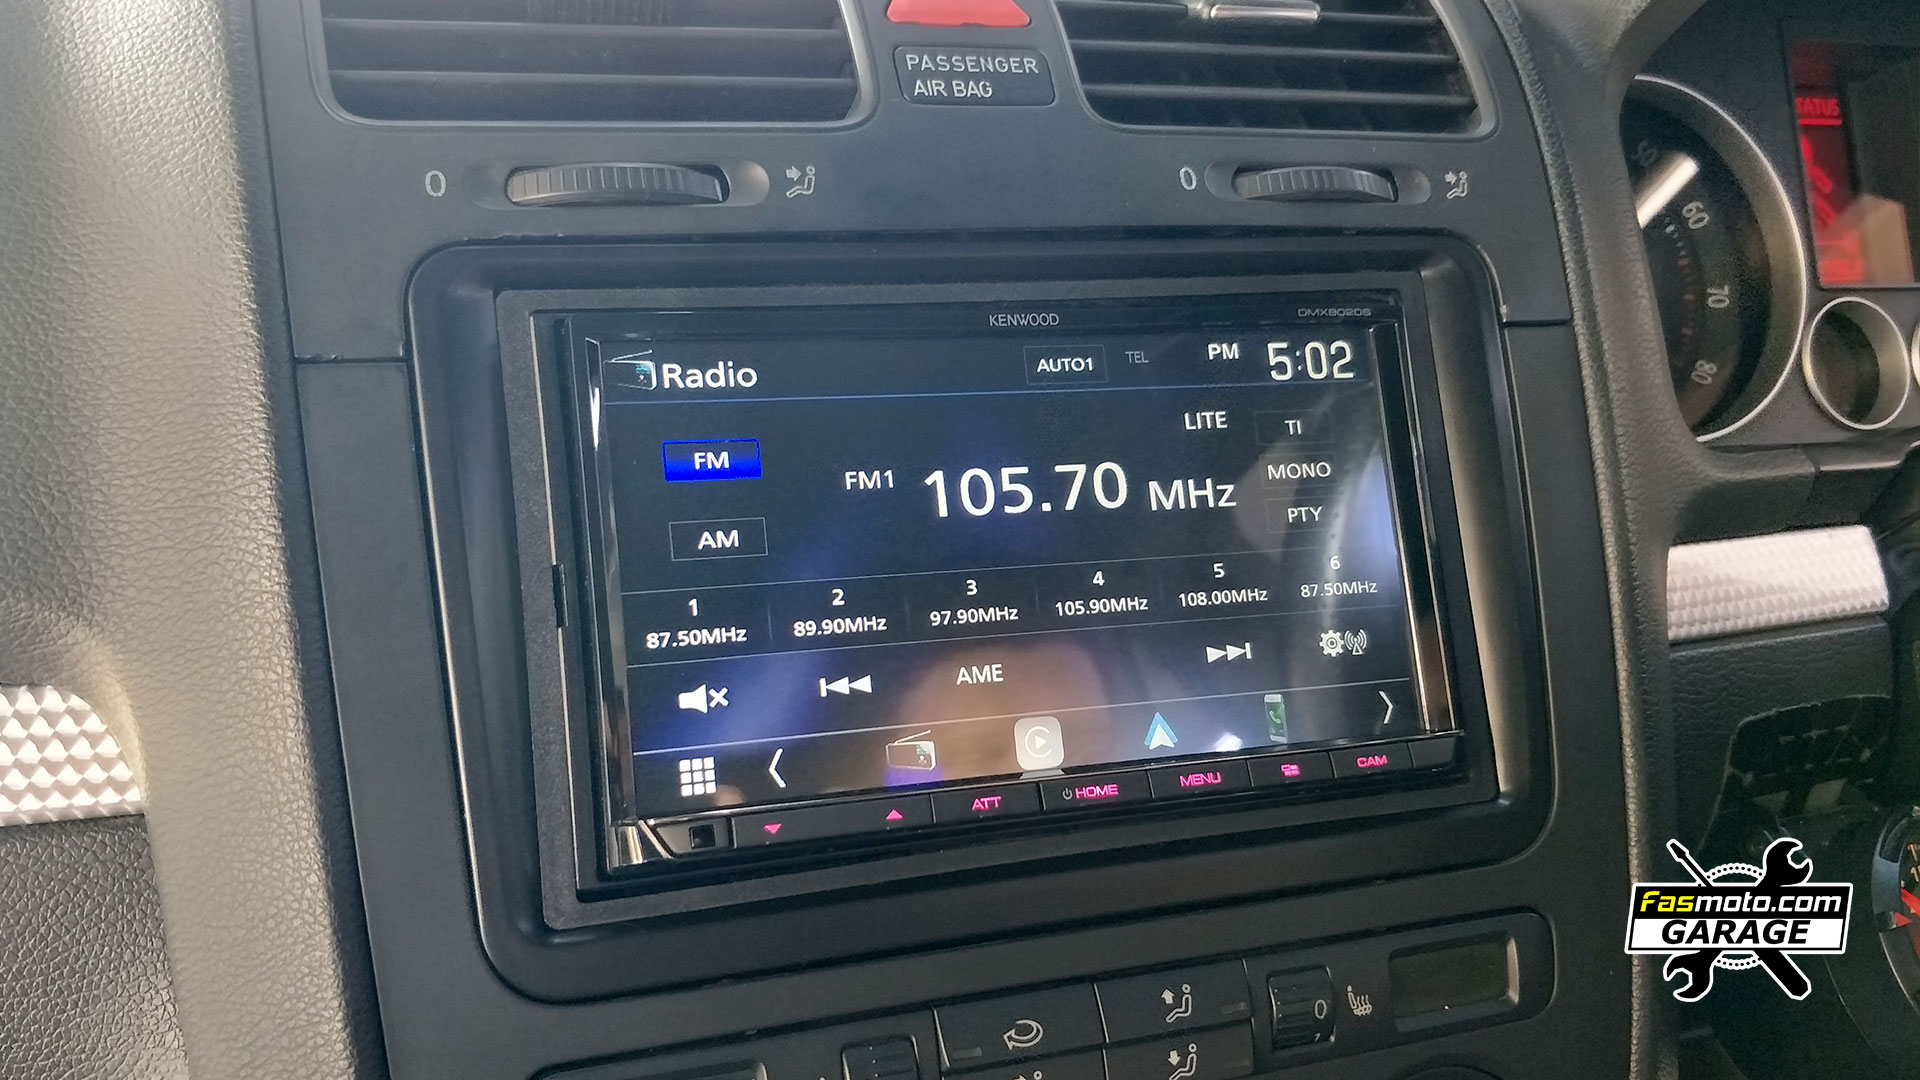 PASSENGER
AIR BAG
0
0
TATUS
60
70
80
KENWOOD
DMX8020S
Radio
AUTO1
TEL
PM
5:02
LITE
TI
FM
FM1
105.70 MHz
MONO
AM
PTY
1
2
3
4
5
6
87.50MHz
89.90MHz
97.90MHz
105.90MHz
108.00MHz
87.50MHz
AME
ATT
HOME
MENU
CAM
Fasmoto.com
GARAGE
0